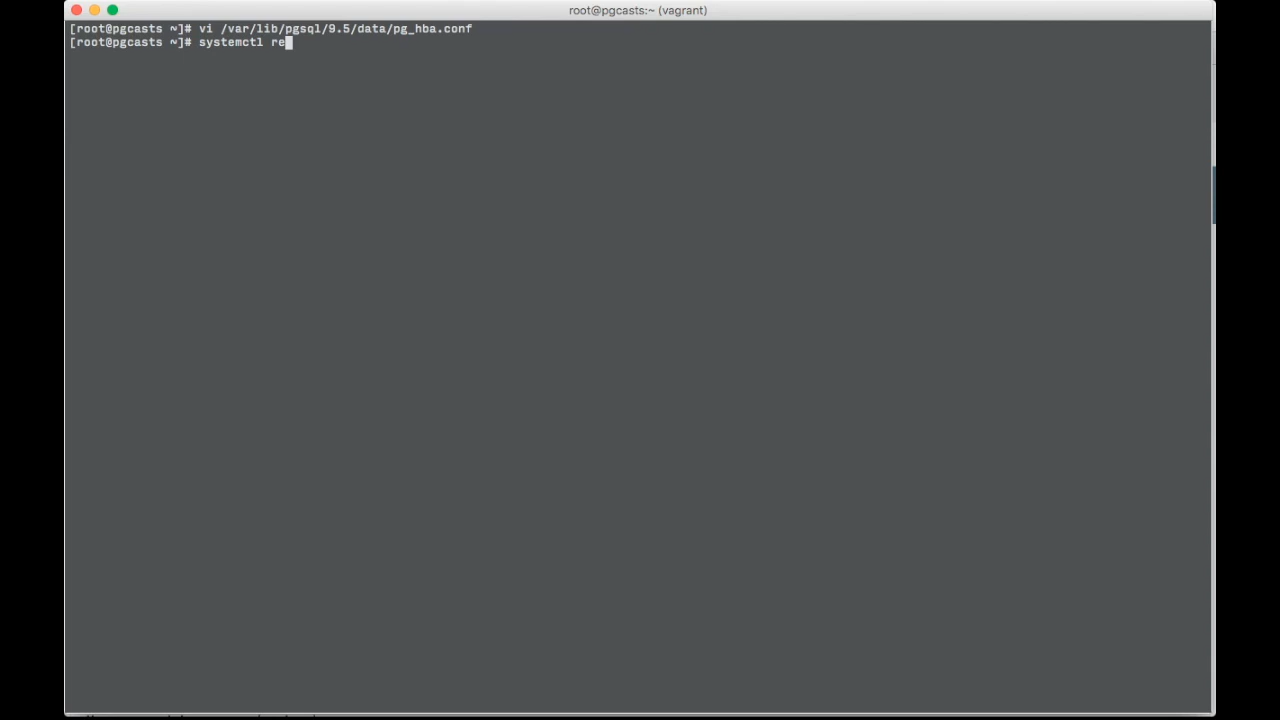 root@pgcasts:~ (vagrant)
[root@pgcasts ~]# vi /var/lib/pgsql/9.5/data/pg_hba.conf
[root@pgcasts ~]# systemctl re